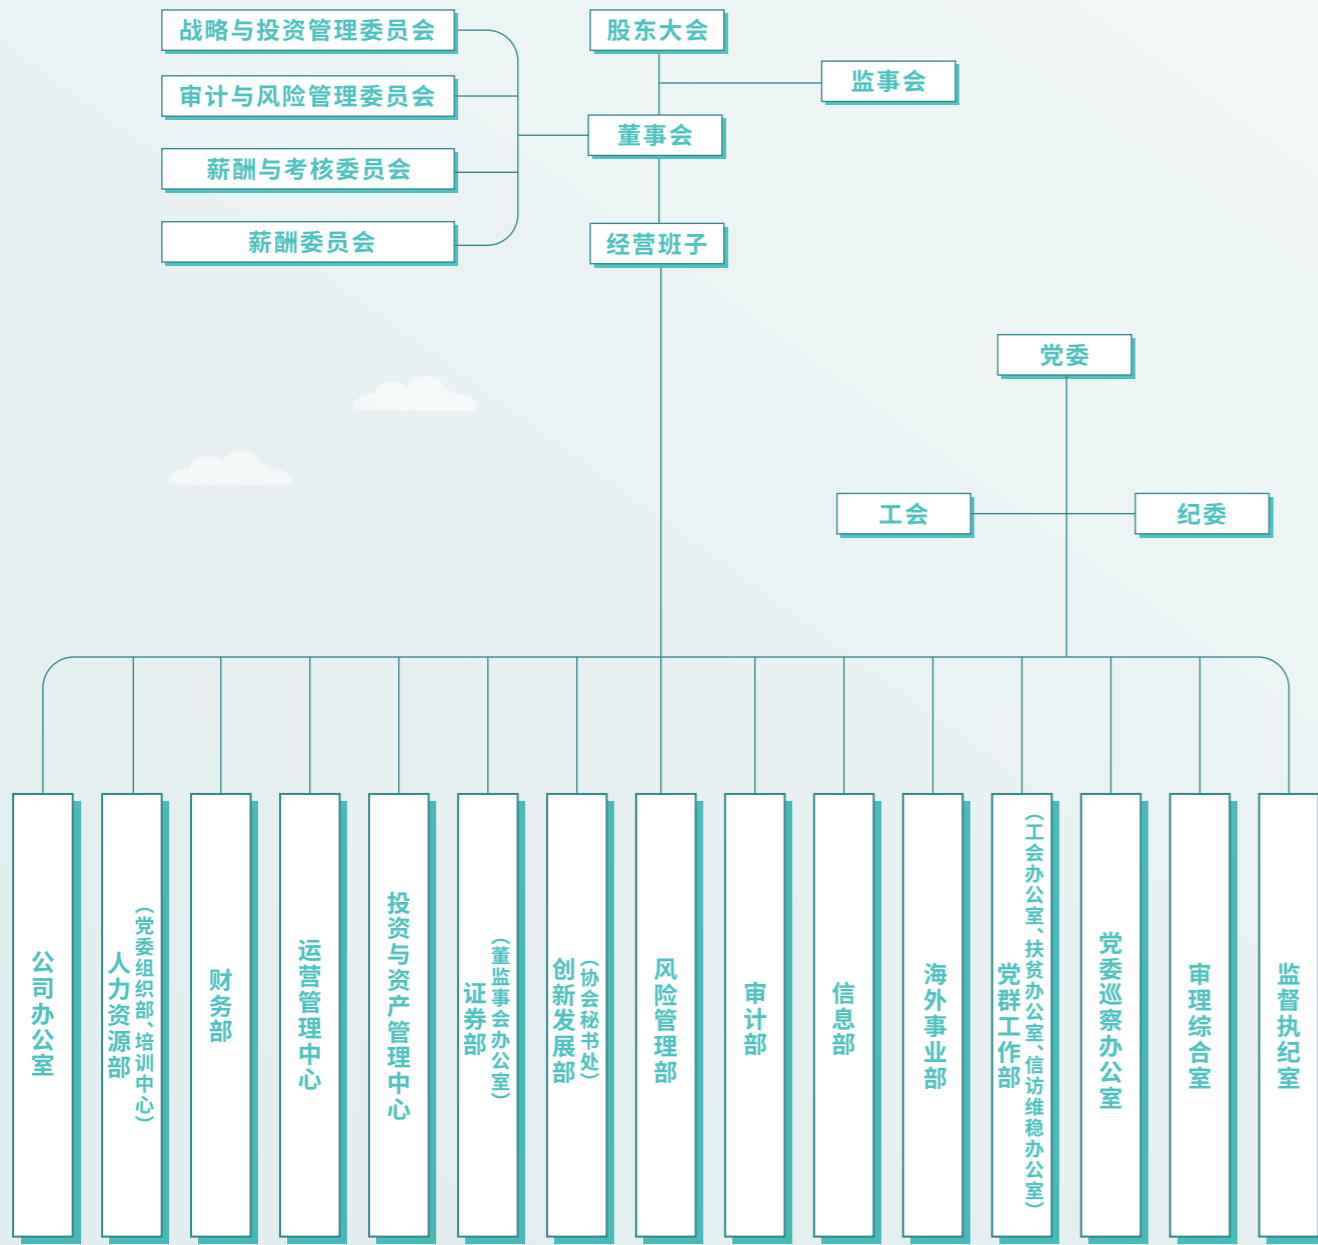 战略与投资管理委员会
股东大会
监事会
审计与风险管理委员会
董事会
薪酬与考核委员会
薪酬委员会
经营班子
党委
工会
纪委
公司办公室
人力资源部
（党委组织部、培训中心）
财务部
运营管理中心
投资与资产管理中心
证券部
（董监事会办公室）
创新发展部
（协会秘书处）
风险管理部
审计部
信息部
海外事业部
党群工作部
（工会办公室、扶贫办公室、信访维稳办公室）
党委巡察办公室
审理综合室
监督执纪室